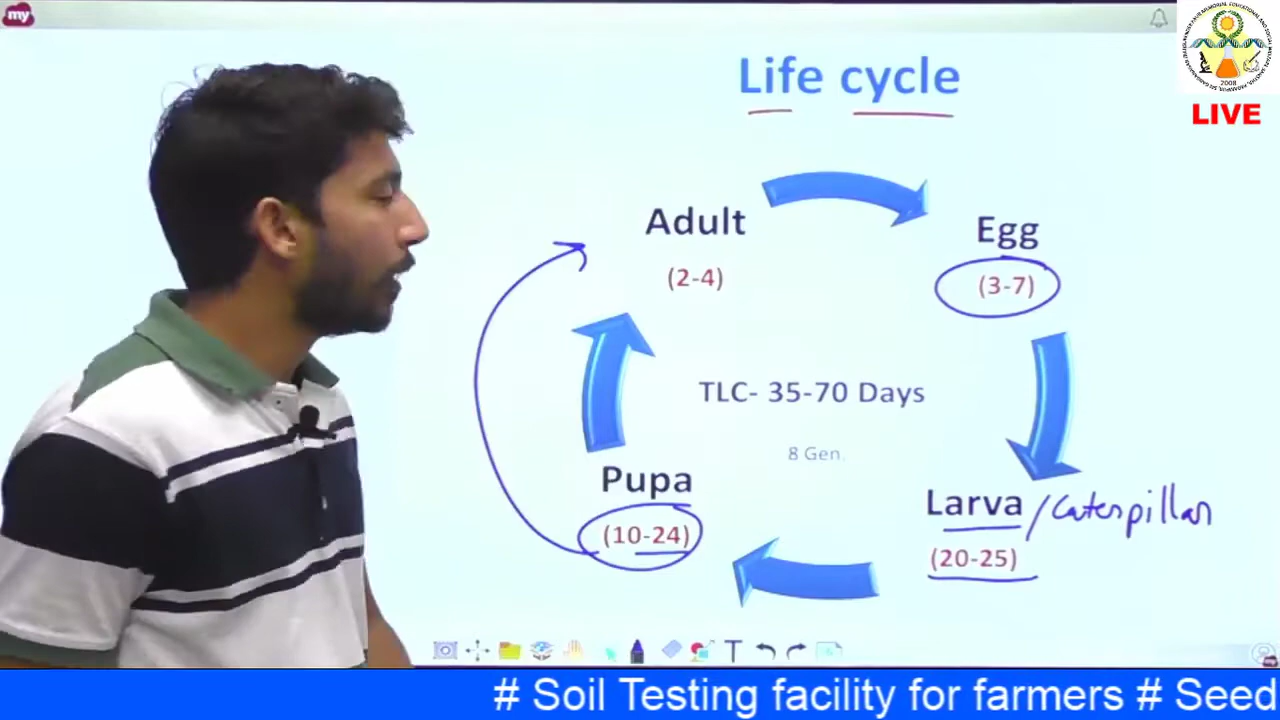 my
Life cycle
LIVE
2008
Adult
(2-4)
Egg
(3-7)
TLC- 35-70 Days
8 Gen.
Pupa
(10-24)
Larva /Caterpillar
(20-25)
T
# Soil Testing facility for farmers # Seed